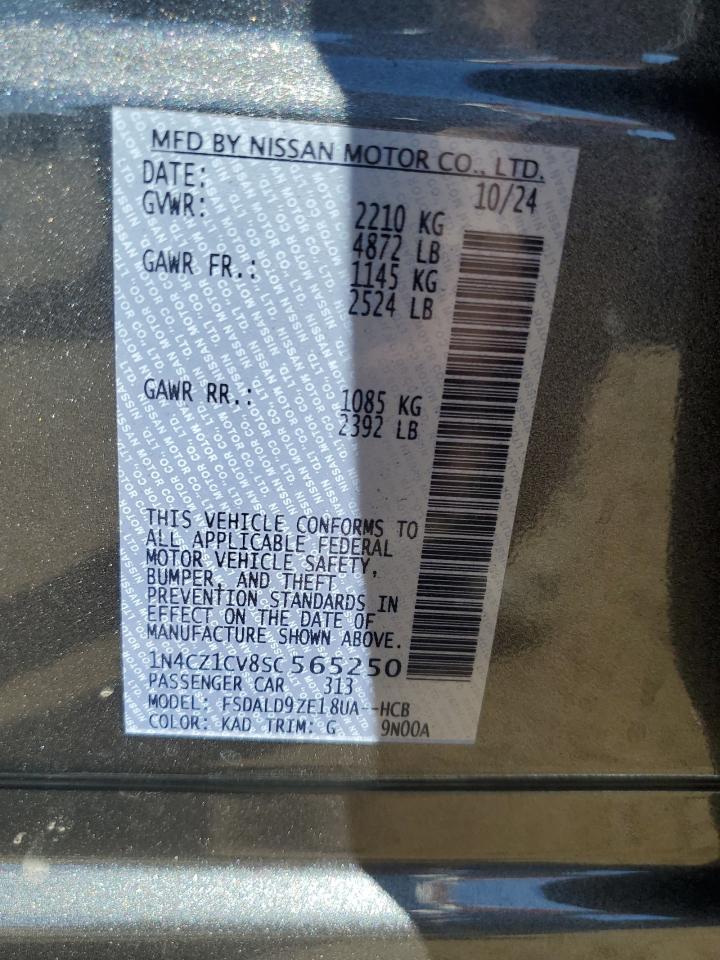 MFD BY NISSAN MOTOR CO., LTD.
DATE: 10/24
GVWR: 2210 KG
4872 LB
GAWR FR.: 1145 KG
2524 LB
GAWR RR.: 1085 KG
2392 LB
THIS VEHICLE CONFORMS TO
ALL APPLICABLE FEDERAL
MOTOR VEHICLE SAFETY,
BUMPER, AND THEFT
PREVENTION STANDARDS IN
EFFECT ON THE DATE OF
MANUFACTURE SHOWN ABOVE.
1N4CZ1CV8SC565250
PASSENGER CAR 313
MODEL: FSDALD9ZE18UA--HCB
COLOR: KAD TRIM: G 9N00A